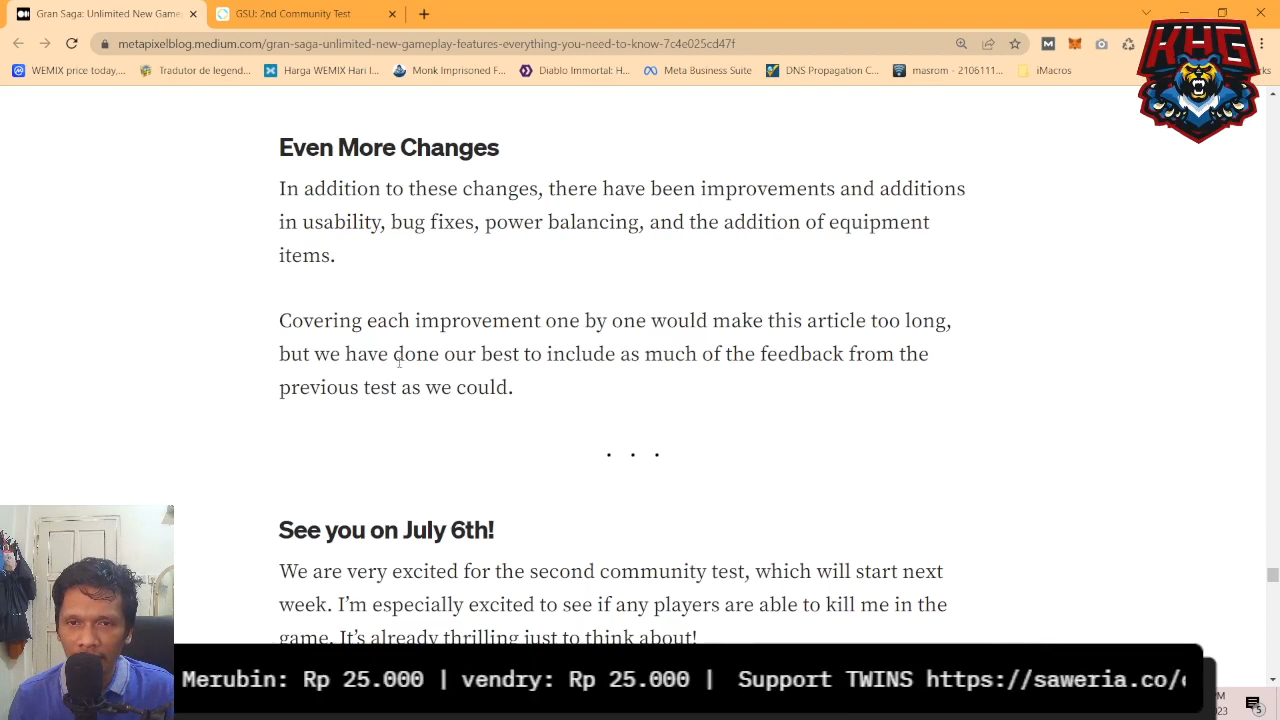 Gran Saga: Unlimited New Game
GSU: 2nd Community Test
metapixelblog.medium.com/gran-saga-unlimited-new-gameplay-features-everything-you-need-to-know-7c4e025cd47f
WEMIX price today,...
Tradutor de legend...
Harga WEMIX Hari I...
Monk Imprisoned F...
Diablo Immortal: H...
Meta Business Suite
DNS Propagation C...
masrom - 2106111...
iMacros
KHG
Even More Changes
In addition to these changes, there have been improvements and additions
in usability, bug fixes, power balancing, and the addition of equipment
items.
Covering each improvement one by one would make this article too long,
but we have done our best to include as much of the feedback from the
previous test as we could.
. . .
See you on July 6th!
We are very excited for the second community test, which will start next
week. I'm especially excited to see if any players are able to kill me in the
game. It's already thrilling just to think about!
Merubin: Rp 25.000 | vendry: Rp 25.000 | Support TWINS https://saweria.co/
5